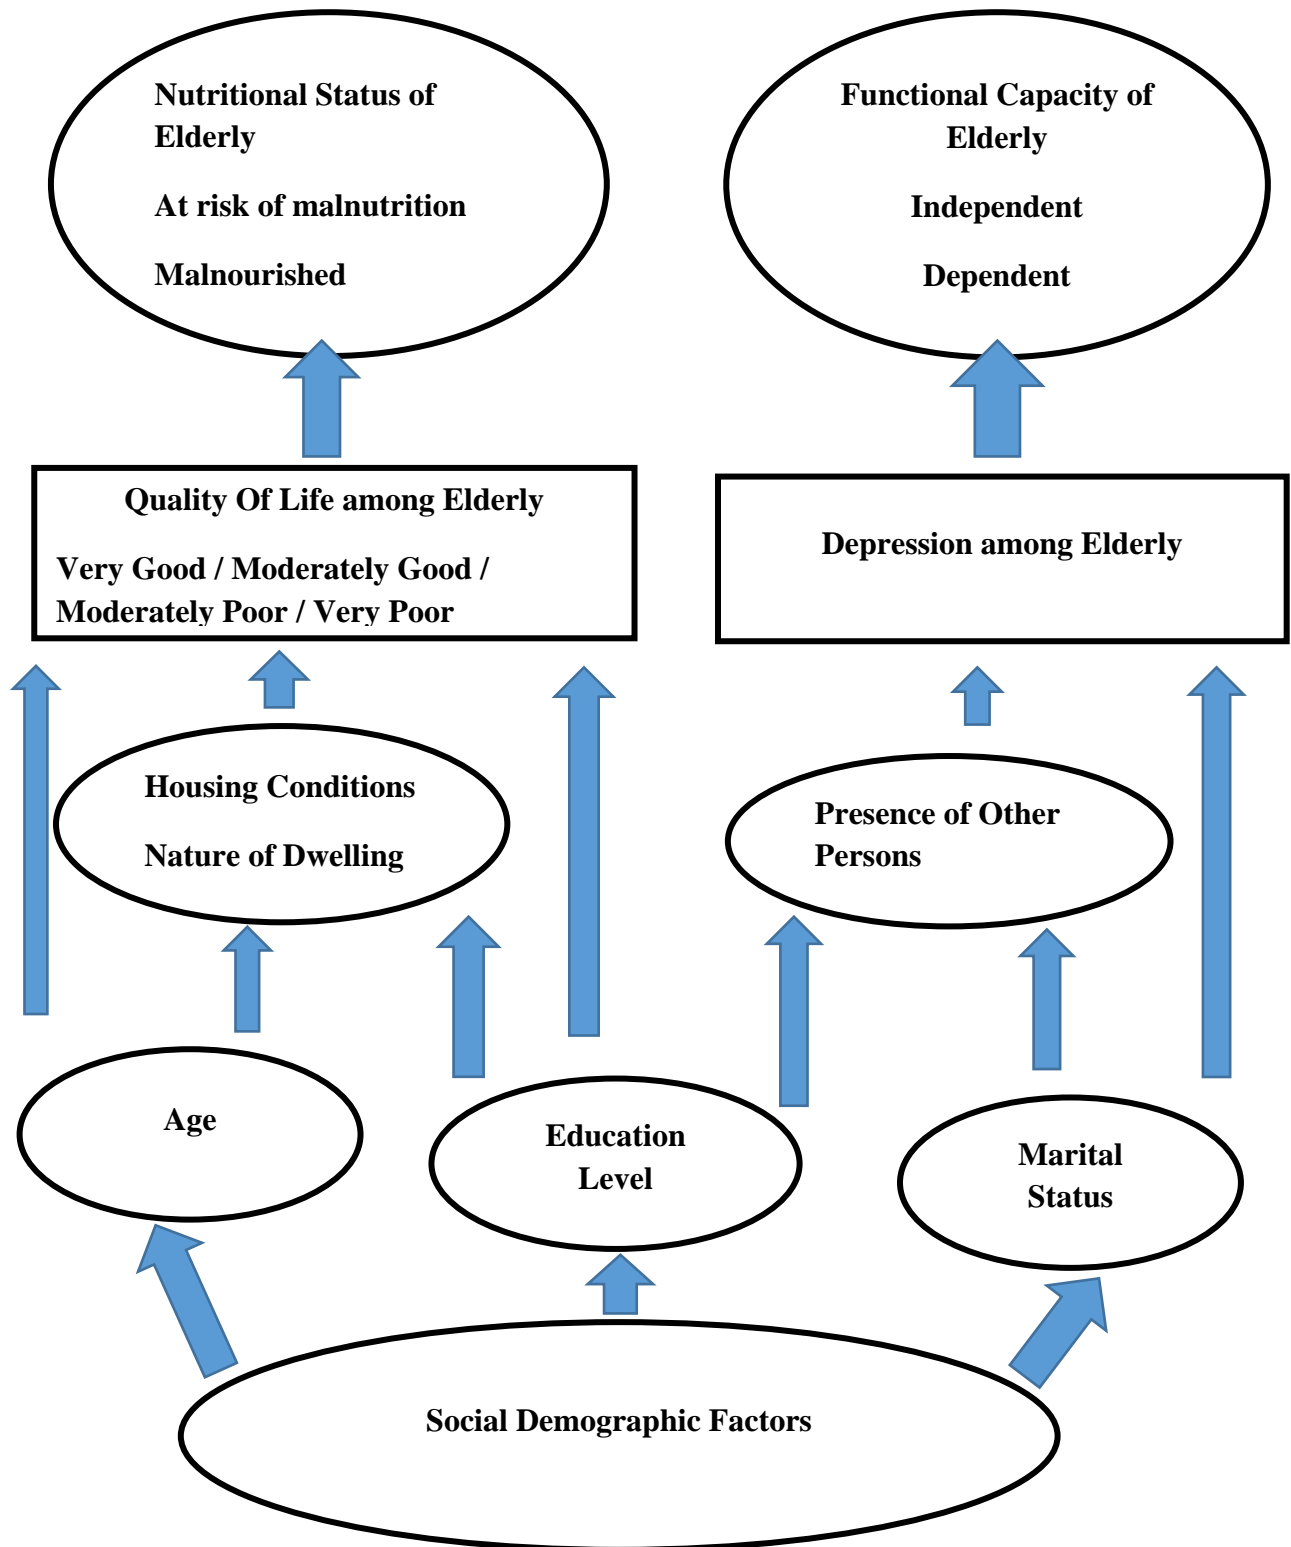 Nutritional Status of
Elderly
At risk of malnutrition
Malnourished
Functional Capacity of
Elderly
Independent
Dependent
Quality Of Life among Elderly
Very Good / Moderately Good /
Moderately Poor / Very Poor
Depression among Elderly
Housing Conditions
Nature of Dwelling
Presence of Other
Persons
Age
Education
Level
Marital
Status
Social Demographic Factors